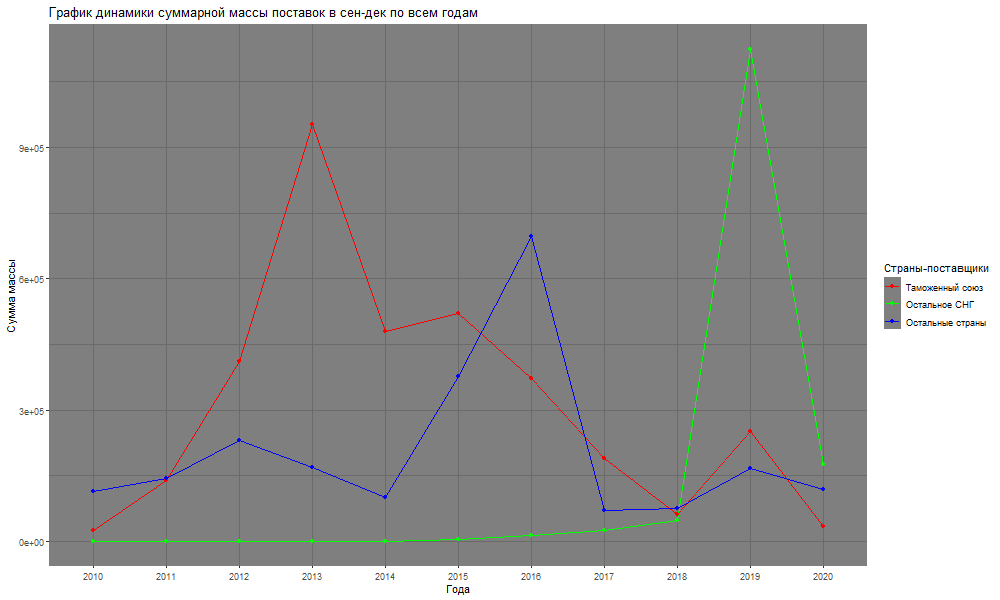 График динамики суммарной массы поставок в сен-дек по всем годам
Сумма массы
9e+05
6e+05
3e+05
0e+00
2010 2011 2012 2013 2014 2015 2016 2017 2018 2019 2020
Года
Страны-поставщики
Таможенный союз
Остальное СНГ
Остальные страны